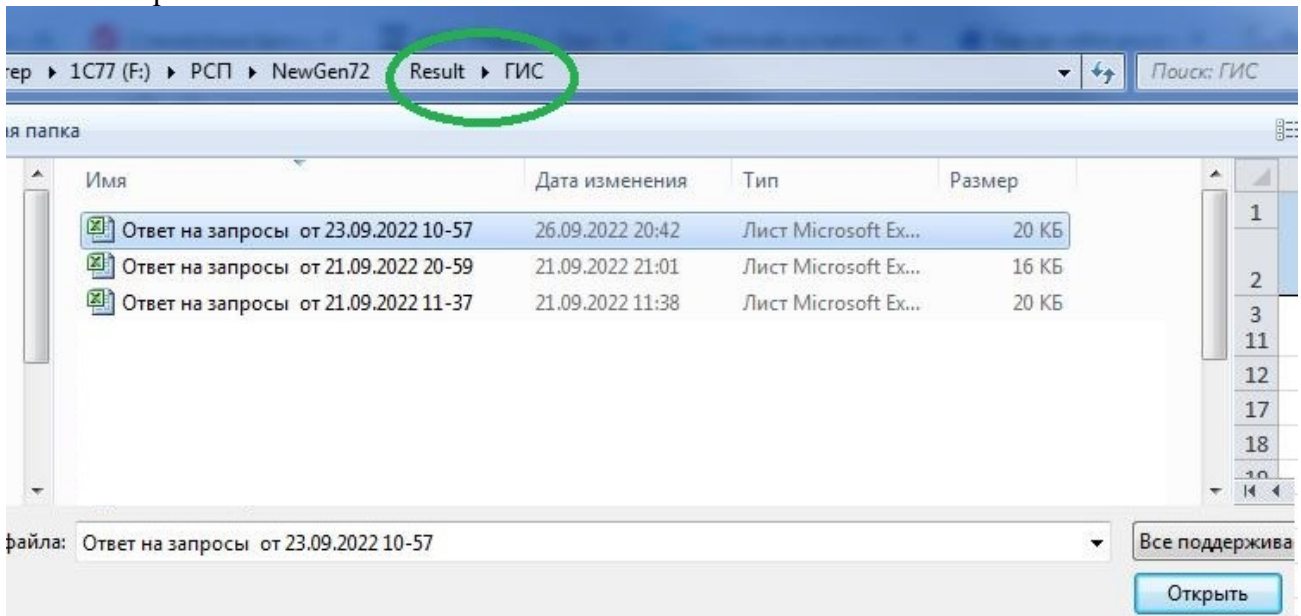 тер ▸ 1C77 (F:) ▸ РСП ▸ NewGen72 Result ▸ ГИС Поиск: ГИС
ая папка
Имя Дата изменения Тип Размер
Ответ на запросы от 23.09.2022 10-57 26.09.2022 20:42 Лист Microsoft Ex... 20 КБ
Ответ на запросы от 21.09.2022 20-59 21.09.2022 21:01 Лист Microsoft Ex... 16 КБ
Ответ на запросы от 21.09.2022 11-37 21.09.2022 11:38 Лист Microsoft Ex... 20 КБ
1
2
3
11
12
17
18
файла: Ответ на запросы от 23.09.2022 10-57 Все поддержива
Открыть